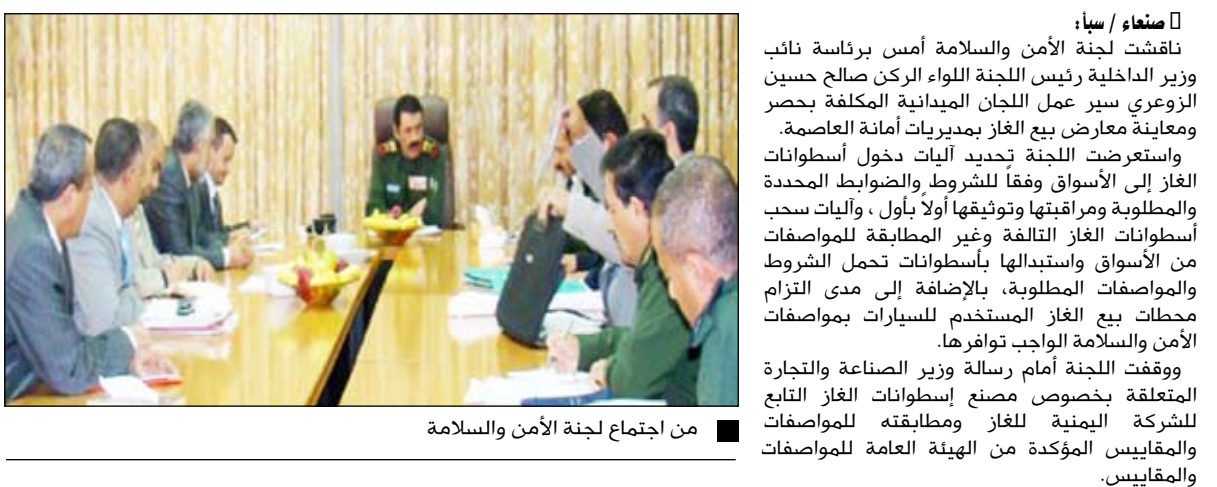 صنعاء / سبأ:
ناقشت لجنة الأمن والسلامة أمس برئاسة نائب
وزير الداخلية رئيس اللجنة اللواء الركن صالح حسين
الزوعري سير عمل اللجان الميدانية المكلفة بحصر
ومعاينة معارض بيع الغاز بمديريات أمانة العاصمة.
واستعرضت اللجنة تحديد آليات دخول أسطوانات
الغاز إلى الأسواق وفقاً للشروط والضوابط المحددة
والمطلوبة ومراقبتها وتوثيقها أولاً بأول ، وآليات سحب
أسطوانات الغاز التالفة وغير المطابقة للمواصفات
من الأسواق واستبدالها بأسطوانات تحمل الشروط
والمواصفات المطلوبة، بالإضافة إلى مدى التزام
محطات بيع الغاز المستخدم للسيارات بمواصفات
الأمن والسلامة الواجب توافرها.
ووقفت اللجنة أمام رسالة وزير الصناعة والتجارة
المتعلقة بخصوص مصنع إسطوانات الغاز التابع
للشركة اليمنية للغاز ومطابقته للمواصفات
والمقاييس المؤكدة من الهيئة العامة للمواصفات
والمقاييس.
من اجتماع لجنة الأمن والسلامة